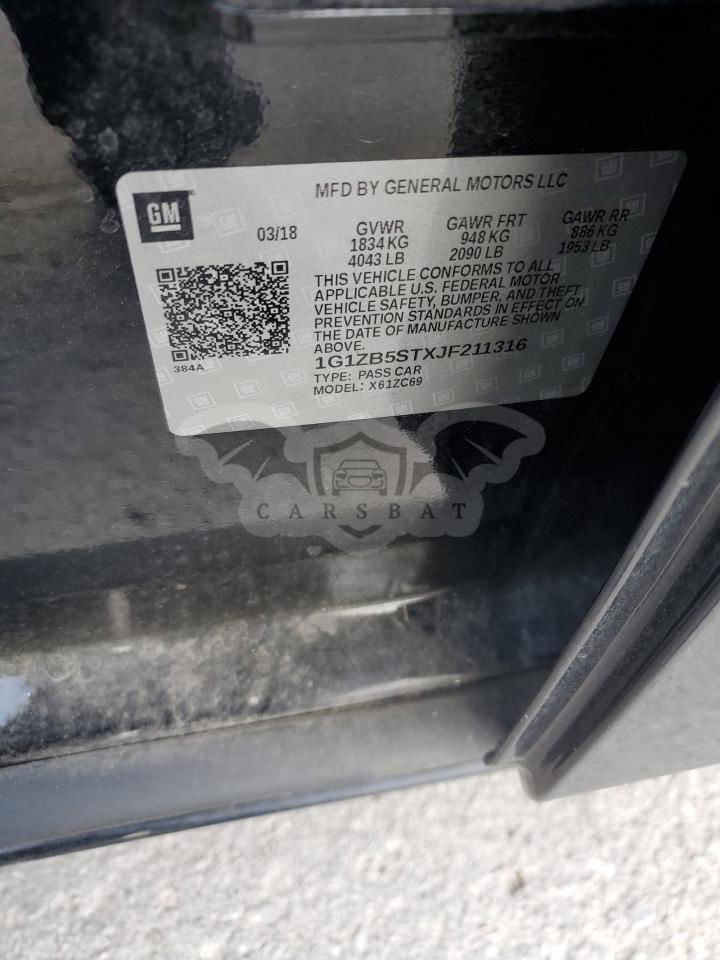 GM
MFD BY GENERAL MOTORS LLC
03/18
GVWR
1834 KG
4043 LB
GAWR FRT
948 KG
2090 LB
GAWR RR
886 KG
1953 LB
THIS VEHICLE CONFORMS TO ALL
APPLICABLE U.S. FEDERAL MOTOR
VEHICLE SAFETY, BUMPER, AND THEFT
PREVENTION STANDARDS IN EFFECT ON
THE DATE OF MANUFACTURE SHOWN
ABOVE.
1G1ZB5STXJF211316
TYPE: PASS CAR
MODEL: X61ZC69
384A
CARSBAT